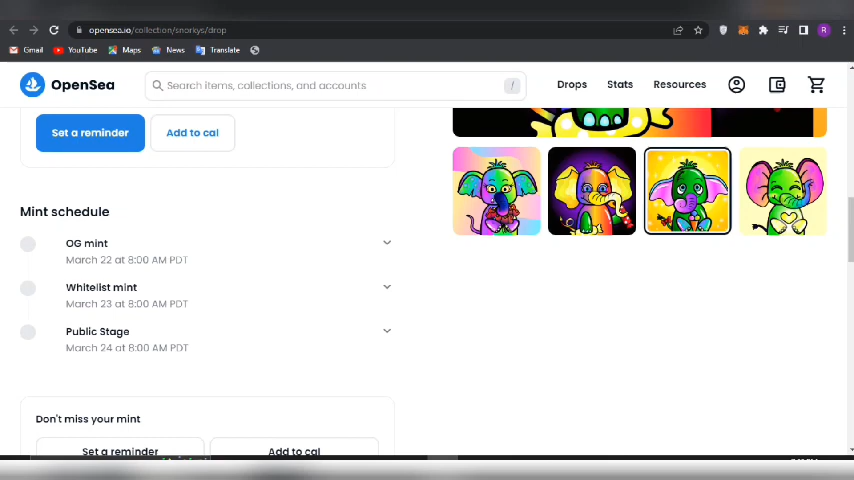 opensea.io/collection/snorkys/drop
R
Gmail YouTube Maps News Translate
OpenSea Search items, collections, and accounts / Drops Stats Resources
Set a reminder Add to cal
Mint schedule
OG mint
March 22 at 8:00 AM PDT
Whitelist mint
March 23 at 8:00 AM PDT
Public Stage
March 24 at 8:00 AM PDT
Don't miss your mint
Set a reminder Add to cal